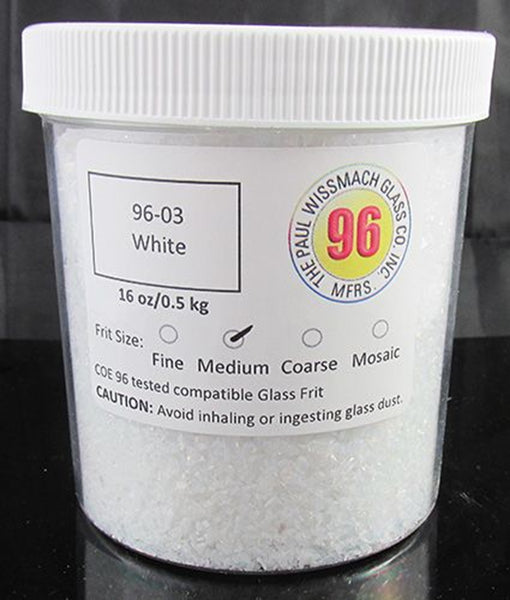 96-03
White
16 oz/0.5 kg
THE PAUL WISSMACH GLASS CO. INC.
96
MFRS.
Frit Size:
Fine Medium Coarse Mosaic
COE 96 tested compatible Glass Frit
CAUTION: Avoid inhaling or ingesting glass dust.